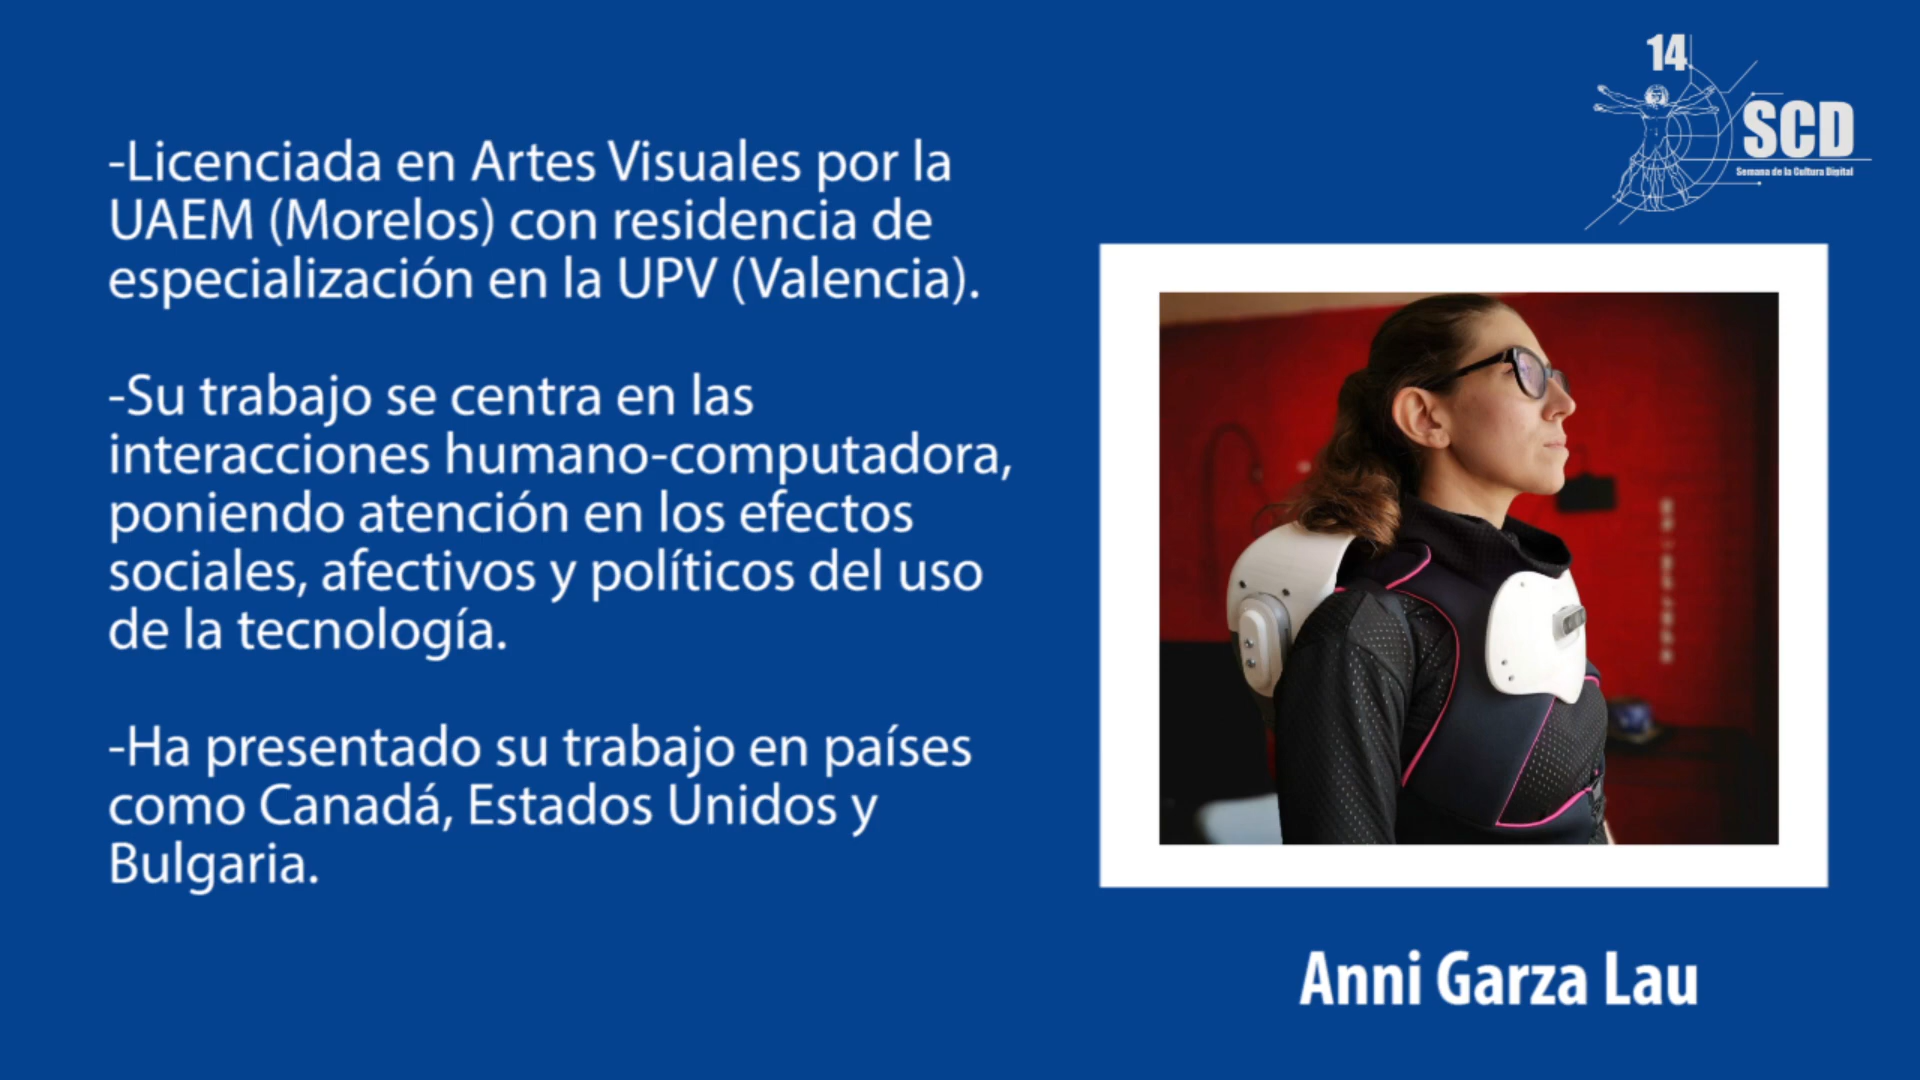 14
SCD
Semana de la Cultura Digital
-Licenciada en Artes Visuales por la
UAEM (Morelos) con residencia de
especialización en la UPV (Valencia).
-Su trabajo se centra en las
interacciones humano-computadora,
poniendo atención en los efectos
sociales, afectivos y políticos del uso
de la tecnología.
-Ha presentado su trabajo en países
como Canadá, Estados Unidos y
Bulgaria.
Anni Garza Lau